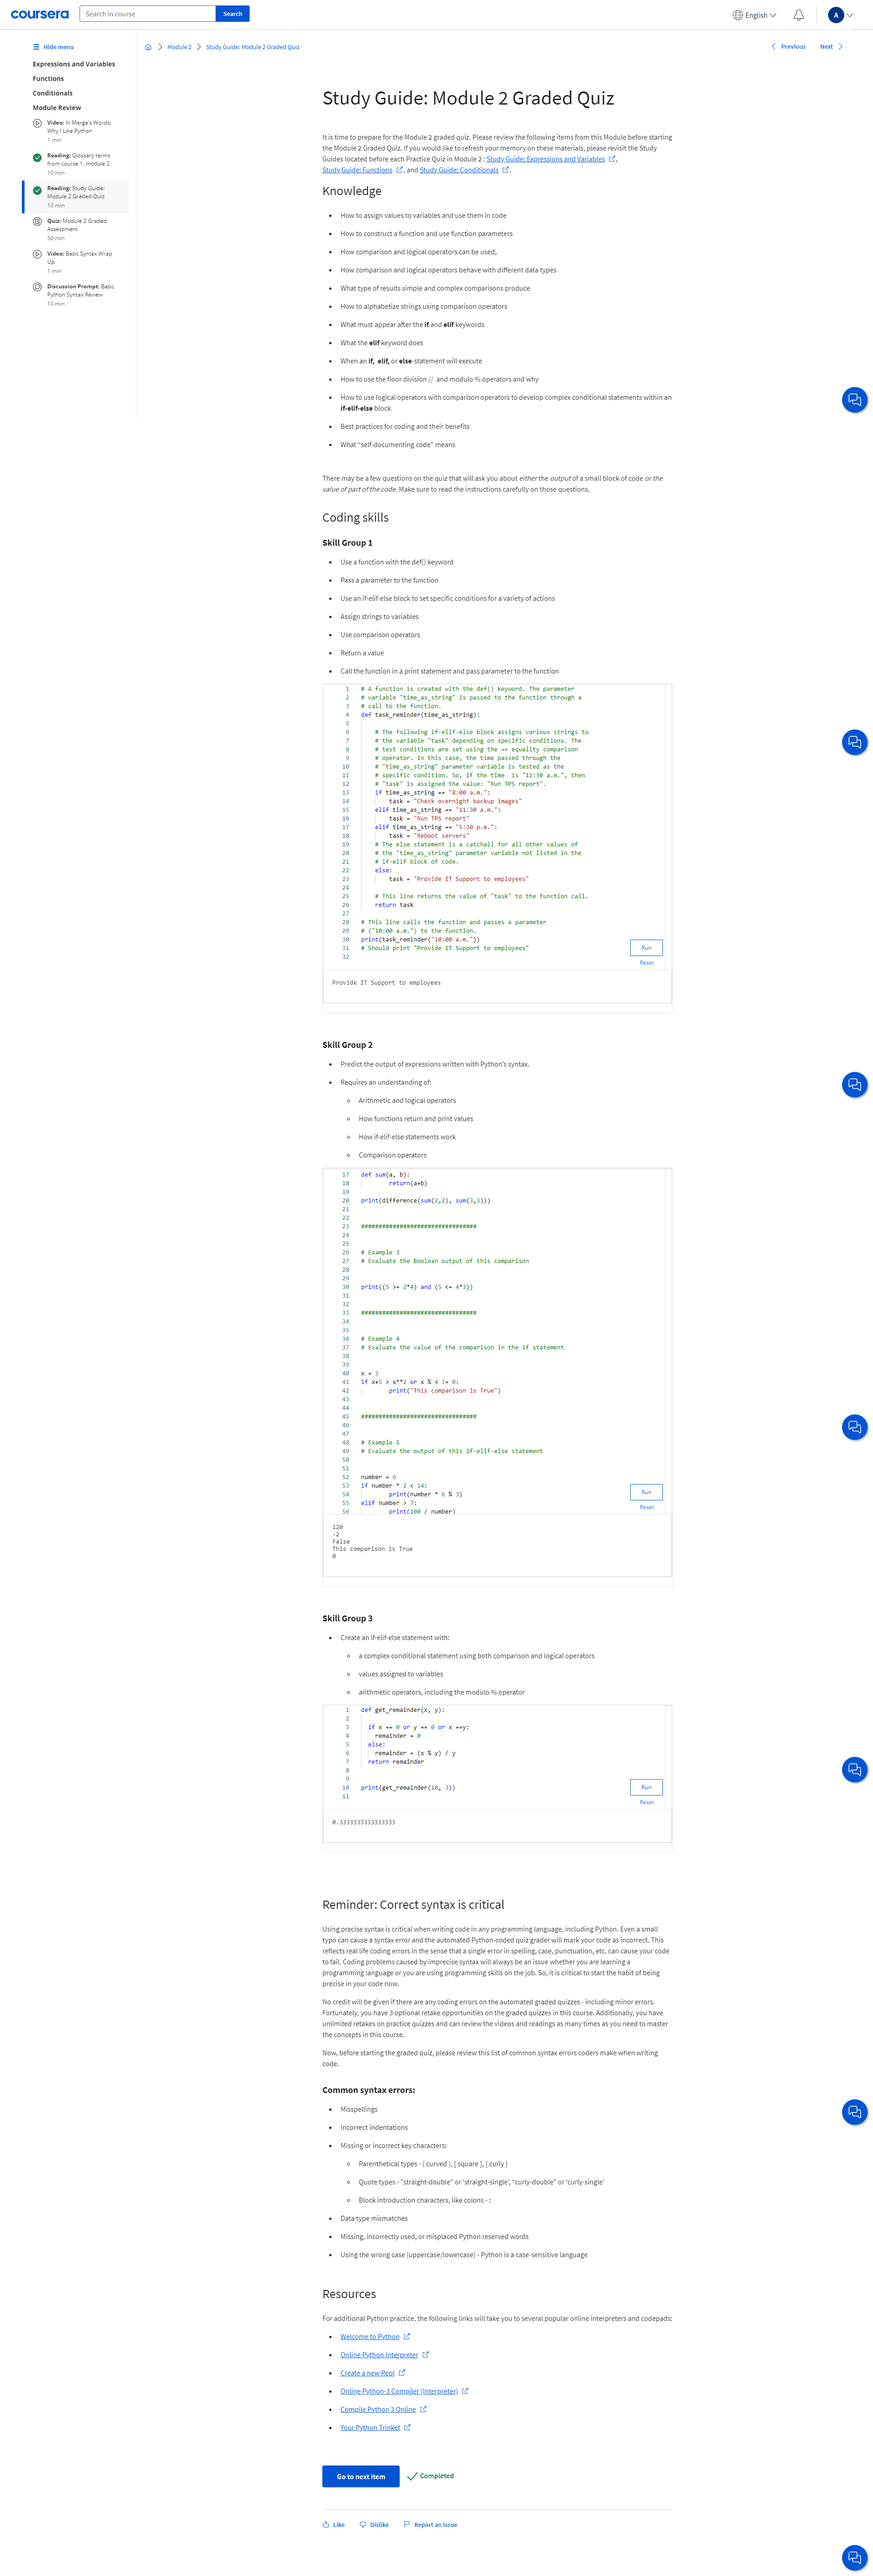 coursera
Search in course
Search
English
A
Hide menu
Expressions and Variables
Functions
Conditionals
Module Review
Video: In Marga's Words:
Why I Like Python
1 min
Reading: Glossary terms
from course 1, module 2
10 min
Reading: Study Guide:
Module 2 Graded Quiz
10 min
Quiz: Module 2 Graded
Assessment
50 min
Video: Basic Syntax Wrap
Up
1 min
Discussion Prompt: Basic
Python Syntax Review
10 min
Module 2
Study Guide: Module 2 Graded Quiz
Previous
Next
Study Guide: Module 2 Graded Quiz
It is time to prepare for the Module 2 graded quiz. Please review the following items from this Module before starting
the Module 2 Graded Quiz. If you would like to refresh your memory on these materials, please revisit the Study
Guides located before each Practice Quiz in Module 2 : Study Guide: Expressions and Variables ,
Study Guide: Functions , and Study Guide: Conditionals .
Knowledge
• How to assign values to variables and use them in code
• How to construct a function and use function parameters
• How comparison and logical operators can be used,
• How comparison and logical operators behave with different data types
• What type of results simple and complex comparisons produce
• How to alphabetize strings using comparison operators
• What must appear after the if and elif keywords
• What the elif keyword does
• When an if, elif, or else-statement will execute
• How to use the floor division // and modulo % operators and why
• How to use logical operators with comparison operators to develop complex conditional statements within an
if-elif-else block
• Best practices for coding and their benefits
• What “self-documenting code” means
There may be a few questions on the quiz that will ask you about either the output of a small block of code or the
value of part of the code. Make sure to read the instructions carefully on those questions.
Coding skills
Skill Group 1
• Use a function with the def() keyword
• Pass a parameter to the function
• Use an if-elif-else block to set specific conditions for a variety of actions
• Assign strings to variables
• Use comparison operators
• Return a value
• Call the function in a print statement and pass parameter to the function
1 # A function is created with the def() keyword. The parameter
2 # variable "time_as_string" is passed to the function through a
3 # call to the function.
4 def task_reminder(time_as_string):
5
6 # The following if-elif-else block assigns various strings to
7 # the variable "task" depending on specific conditions. The
8 # test conditions are set using the == equality comparison
9 # operator. In this case, the time passed through the
10 # "time_as_string" parameter variable is tested as the
11 # specific condition. So, if the time  is "11:30 a.m.", then
12 # "task" is assigned the value: "Run TPS report".
13 if time_as_string == "8:00 a.m.":
14 task = "Check overnight backup images"
15 elif time_as_string == "11:30 a.m.":
16 task = "Run TPS report"
17 elif time_as_string == "5:30 p.m.":
18 task = "Reboot servers"
19 # The else statement is a catchall for all other values of
20 # the "time_as_string" parameter variable not listed in the
21 # if-elif block of code.
22 else:
23 task = "Provide IT Support to employees"
24
25 # This line returns the value of "task" to the function call.
26 return task
27
28 # This line calls the function and passes a parameter
29 # ("10:00 a.m.") to the function.
30 print(task_reminder("10:00 a.m."))
31 # Should print "Provide IT Support to employees"
32
Run
Reset
Provide IT Support to employees
Skill Group 2
• Predict the output of expressions written with Python’s syntax.
• Requires an understanding of:
Arithmetic and logical operators
How functions return and print values
How if-elif-else statements work
Comparison operators
17 def sum(a, b):
18 return(a+b)
19
20 print(difference(sum(2,2), sum(3,3)))
21
22
23 #################################
24
25
26 # Example 3
27 # Evaluate the Boolean output of this comparison
28
29
30 print((5 >= 2*4) and (5 <= 4*3))
31
32
33 #################################
34
35
36 # Example 4
37 # Evaluate the value of the comparison in the if statement
38
39
40 x = 3
41 if x+5 > x**2 or x % 4 != 0:
42 print("This comparison is True")
43
44
45 #################################
46
47
48 # Example 5
49 # Evaluate the output of this if-elif-else statement
50
51
52 number = 6
53 if number * 2 < 14:
54 print(number * 6 % 3)
55 elif number > 7:
56 print(100 / number)
Run
Reset
120
-2
False
This comparison is True
0
Skill Group 3
• Create an if-elif-else statement with:
a complex conditional statement using both comparison and logical operators
values assigned to variables
arithmetic operators, including the modulo % operator
1 def get_remainder(x, y):
2
3 if x == 0 or y == 0 or x ==y:
4 remainder = 0
5 else:
6 remainder = (x % y) / y
7 return remainder
8
9
10 print(get_remainder(10, 3))
11
Run
Reset
0.3333333333333333
Reminder: Correct syntax is critical
Using precise syntax is critical when writing code in any programming language, including Python. Even a small
typo can cause a syntax error and the automated Python-coded quiz grader will mark your code as incorrect. This
reflects real life coding errors in the sense that a single error in spelling, case, punctuation, etc. can cause your code
to fail. Coding problems caused by imprecise syntax will always be an issue whether you are learning a
programming language or you are using programming skills on the job. So, it is critical to start the habit of being
precise in your code now.
No credit will be given if there are any coding errors on the automated graded quizzes - including minor errors.
Fortunately, you have 3 optional retake opportunities on the graded quizzes in this course. Additionally, you have
unlimited retakes on practice quizzes and can review the videos and readings as many times as you need to master
the concepts in this course.
Now, before starting the graded quiz, please review this list of common syntax errors coders make when writing
code.
Common syntax errors:
• Misspellings
• Incorrect indentations
• Missing or incorrect key characters:
Parenthetical types - ( curved ), [ square ], { curly }
Quote types - "straight-double" or 'straight-single', “curly-double” or ‘curly-single’
Block introduction characters, like colons - :
• Data type mismatches
• Missing, incorrectly used, or misplaced Python reserved words
• Using the wrong case (uppercase/lowercase) - Python is a case-sensitive language
Resources
For additional Python practice, the following links will take you to several popular online interpreters and codepads:
• Welcome to Python
• Online Python Interpreter
• Create a new Repl
• Online Python-3 Compiler (Interpreter)
• Compile Python 3 Online
• Your Python Trinket
Go to next item
Completed
Like
Dislike
Report an issue